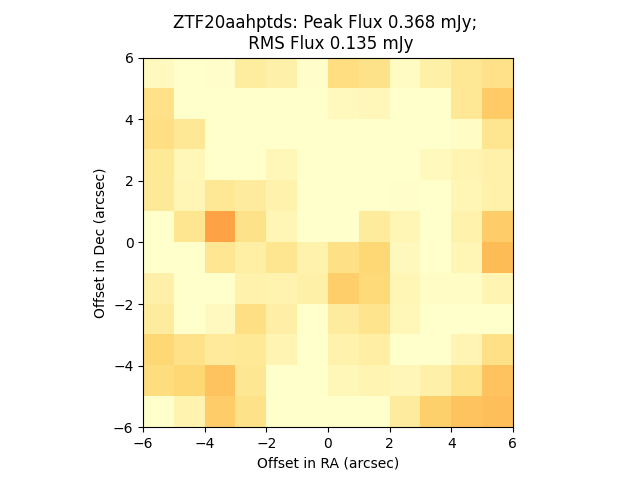 ZTF20aahptds: Peak Flux 0.368 mJy;
RMS Flux 0.135 mJy
6
4
2
0
−2
−4
−6
Offset in Dec (arcsec)
−6 −4 −2 0 2 4 6
Offset in RA (arcsec)